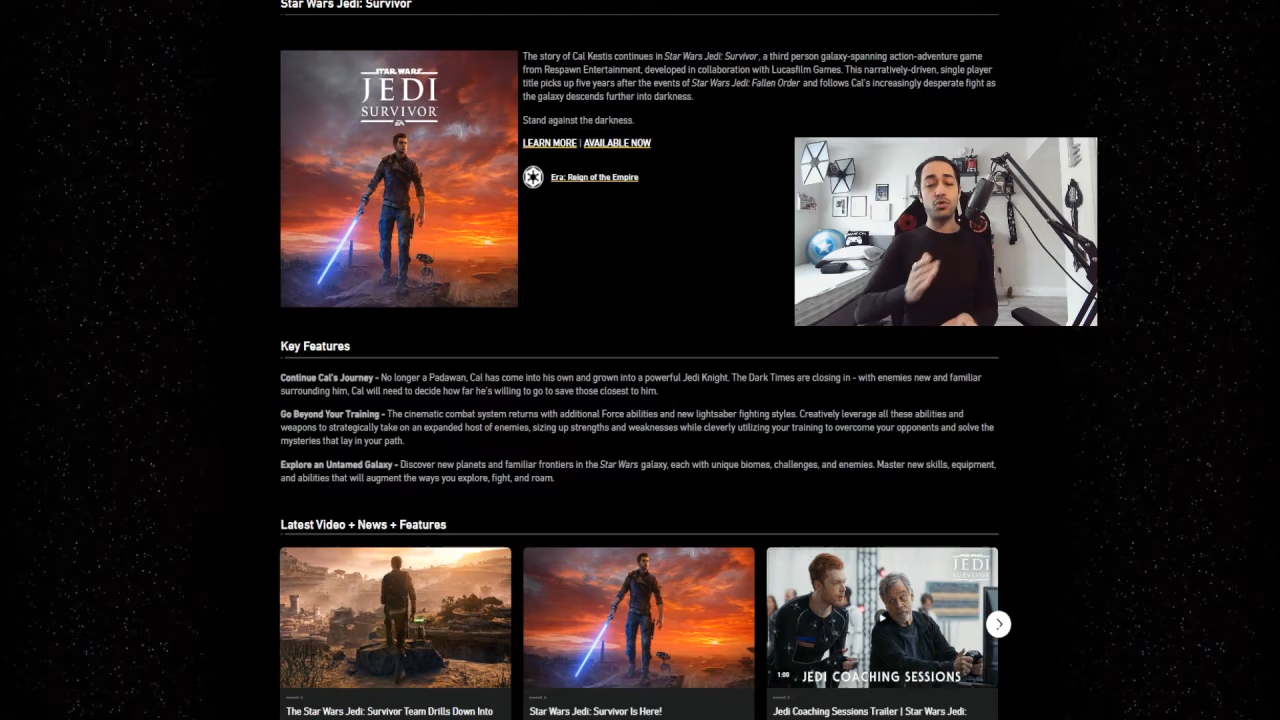 Star Wars Jedi: Survivor
STAR WARS
JEDI
SURVIVOR
EA
The story of Cal Kestis continues in Star Wars Jedi: Survivor, a third person galaxy-spanning action-adventure game
from Respawn Entertainment, developed in collaboration with Lucasfilm Games. This narratively-driven, single player
title picks up five years after the events of Star Wars Jedi: Fallen Order and follows Cal's increasingly desperate fight as
the galaxy descends further into darkness.
Stand against the darkness.
LEARN MORE | AVAILABLE NOW
Era: Reign of the Empire
Key Features
Continue Cal's Journey - No longer a Padawan, Cal has come into his own and grown into a powerful Jedi Knight. The Dark Times are closing in - with enemies new and familiar
surrounding him, Cal will need to decide how far he's willing to go to save those closest to him.
Go Beyond Your Training - The cinematic combat system returns with additional Force abilities and new lightsaber fighting styles. Creatively leverage all these abilities and
weapons to strategically take on an expanded host of enemies, sizing up strengths and weaknesses while cleverly utilizing your training to overcome your opponents and solve the
mysteries that lay in your path.
Explore an Untamed Galaxy - Discover new planets and familiar frontiers in the Star Wars galaxy, each with unique biomes, challenges, and enemies. Master new skills, equipment,
and abilities that will augment the ways you explore, fight, and roam.
Latest Video + News + Features
JEDI
SURVIVOR
1:00 JEDI COACHING SESSIONS
The Star Wars Jedi: Survivor Team Drills Down Into
Star Wars Jedi: Survivor Is Here!
Jedi Coaching Sessions Trailer | Star Wars Jedi: